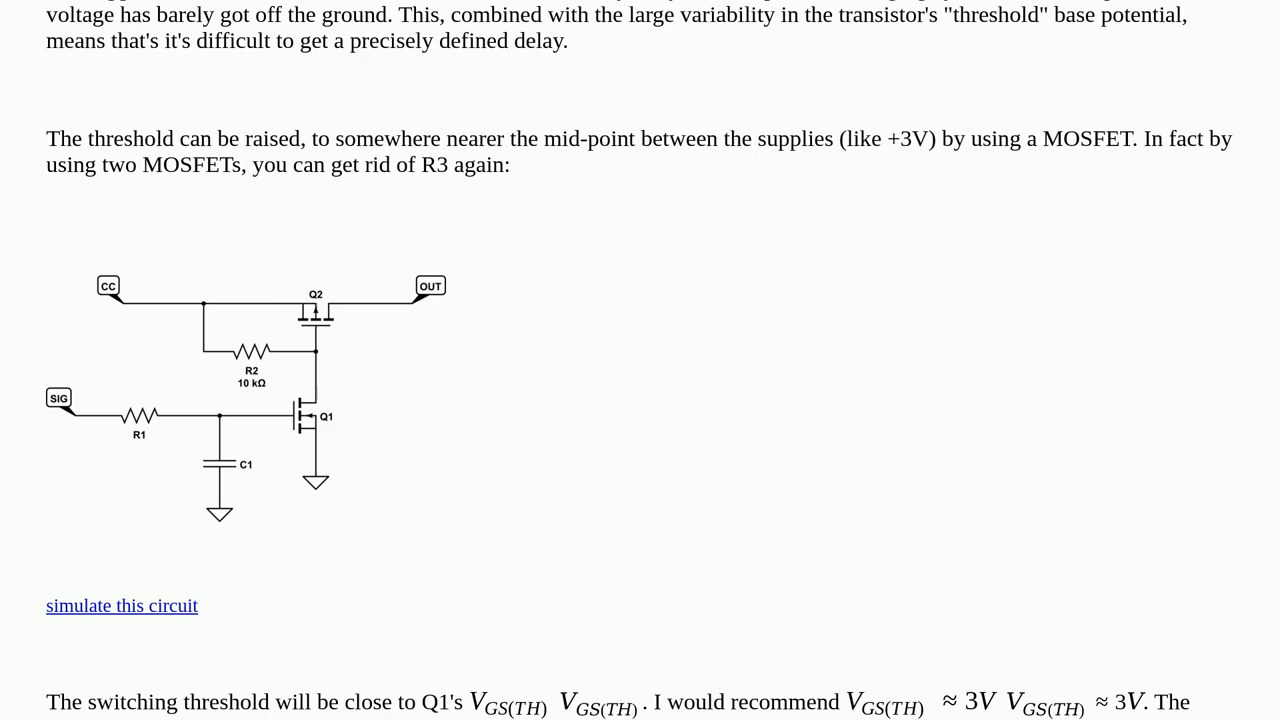 voltage has barely got off the ground. This, combined with the large variability in the transistor's "threshold" base potential,
means that's it's difficult to get a precisely defined delay.
The threshold can be raised, to somewhere nearer the mid-point between the supplies (like +3V) by using a MOSFET. In fact by
using two MOSFETs, you can get rid of R3 again:
CC
Q2
OUT
R2
10 kΩ
SIG
R1
Q1
C1
simulate this circuit
The switching threshold will be close to Q1's V_GS(TH) V_GS(TH). I would recommend V_GS(TH) ≈ 3V V_GS(TH) ≈ 3V. The